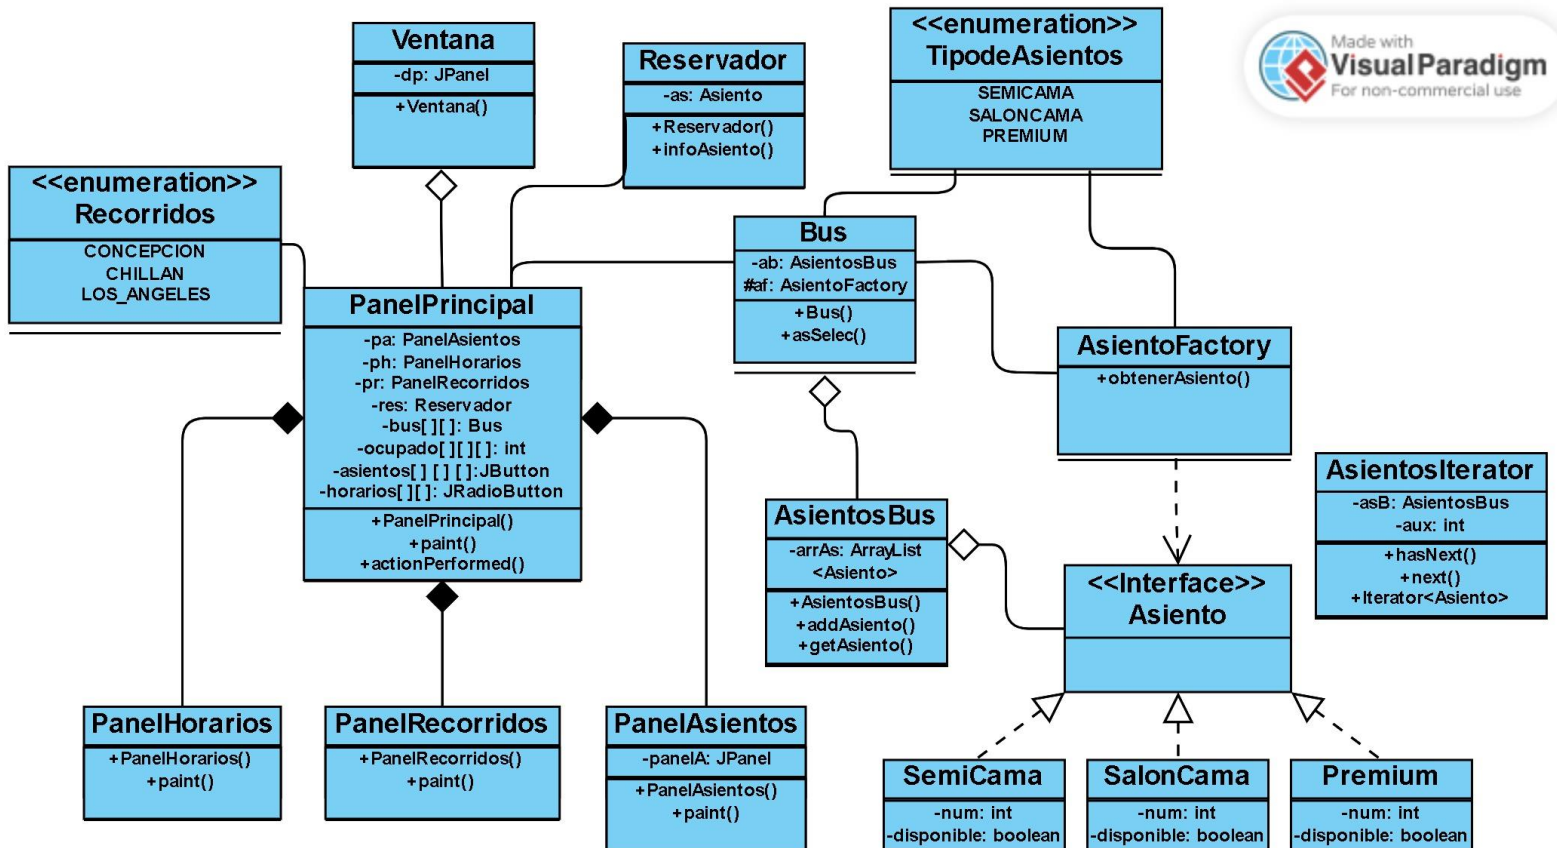 Ventana
-dp: JPanel
+Ventana()
Reservador
-as: Asiento
+Reservador()
+infoAsiento()
<<enumeration>>
TipodeAsientos
SEMICAMA
SALONCAMA
PREMIUM
Made with
Visual Paradigm
For non-commercial use
<<enumeration>>
Recorridos
CONCEPCION
CHILLAN
LOS_ANGELES
Bus
-ab: AsientosBus
#af: AsientoFactory
+Bus()
+asSelec()
PanelPrincipal
-pa: PanelAsientos
-ph: PanelHorarios
-pr: PanelRecorridos
-res: Reservador
-bus[ ][ ]: Bus
-ocupado[ ][ ][ ]: int
-asientos[ ] [ ] [ ]:JButton
-horarios[ ][ ]: JRadioButton
+PanelPrincipal()
+paint()
+actionPerformed()
AsientoFactory
+obtenerAsiento()
AsientosIterator
-asB: AsientosBus
-aux: int
+hasNext()
+next()
+Iterator<Asiento>
AsientosBus
-arrAs: ArrayList
<Asiento>
+AsientosBus()
+addAsiento()
+getAsiento()
<<Interface>>
Asiento
PanelHorarios
+PanelHorarios()
+paint()
PanelRecorridos
+PanelRecorridos()
+paint()
PanelAsientos
-panelA: JPanel
+PanelAsientos()
+paint()
SemiCama
-num: int
-disponible: boolean
SalonCama
-num: int
-disponible: boolean
Premium
-num: int
-disponible: boolean